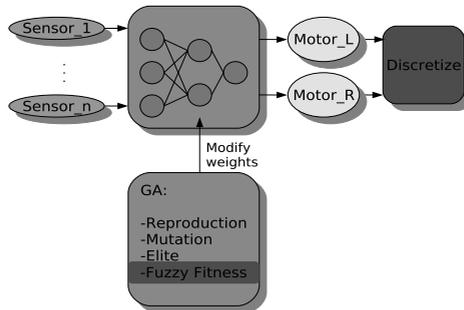 Sensor_1
Sensor_n
Motor_L
Motor_R
Discretize
Modify
weights
GA:
-Reproduction
-Mutation
-Elite
-Fuzzy Fitness